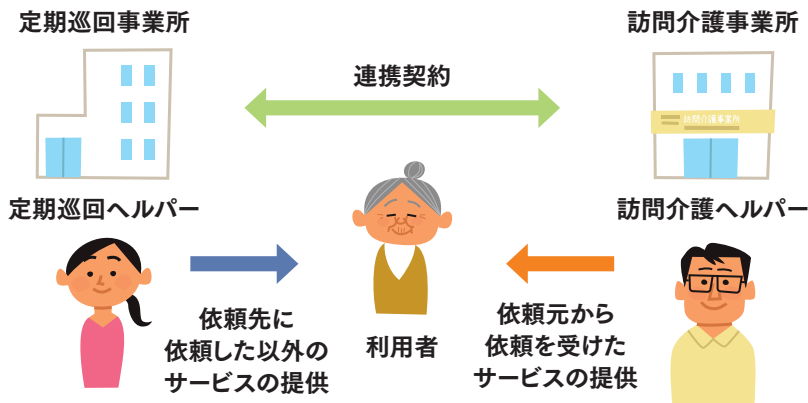 定期巡回事業所
訪問介護事業所
連携契約
訪問介護事業所
定期巡回ヘルパー
訪問介護ヘルパー
依頼先に
依頼した以外の
サービスの提供
利用者
依頼元から
依頼を受けた
サービスの提供